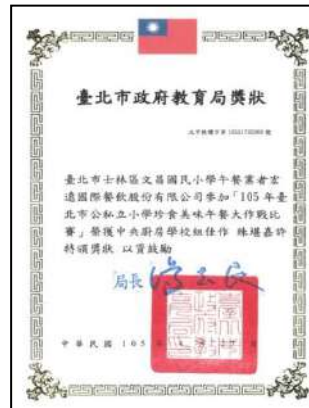 臺北市政府教育局獎狀
臺北市士林區文昌國民小學午餐業者宏
遠國際餐飲股份有限公司參加「105 年臺
北市公私立小學珍食美味午餐大作戰比
賽」榮獲中央廚房學校組佳作 殊堪嘉許
特頒獎狀 以資鼓勵
局長
中華民國 105 年